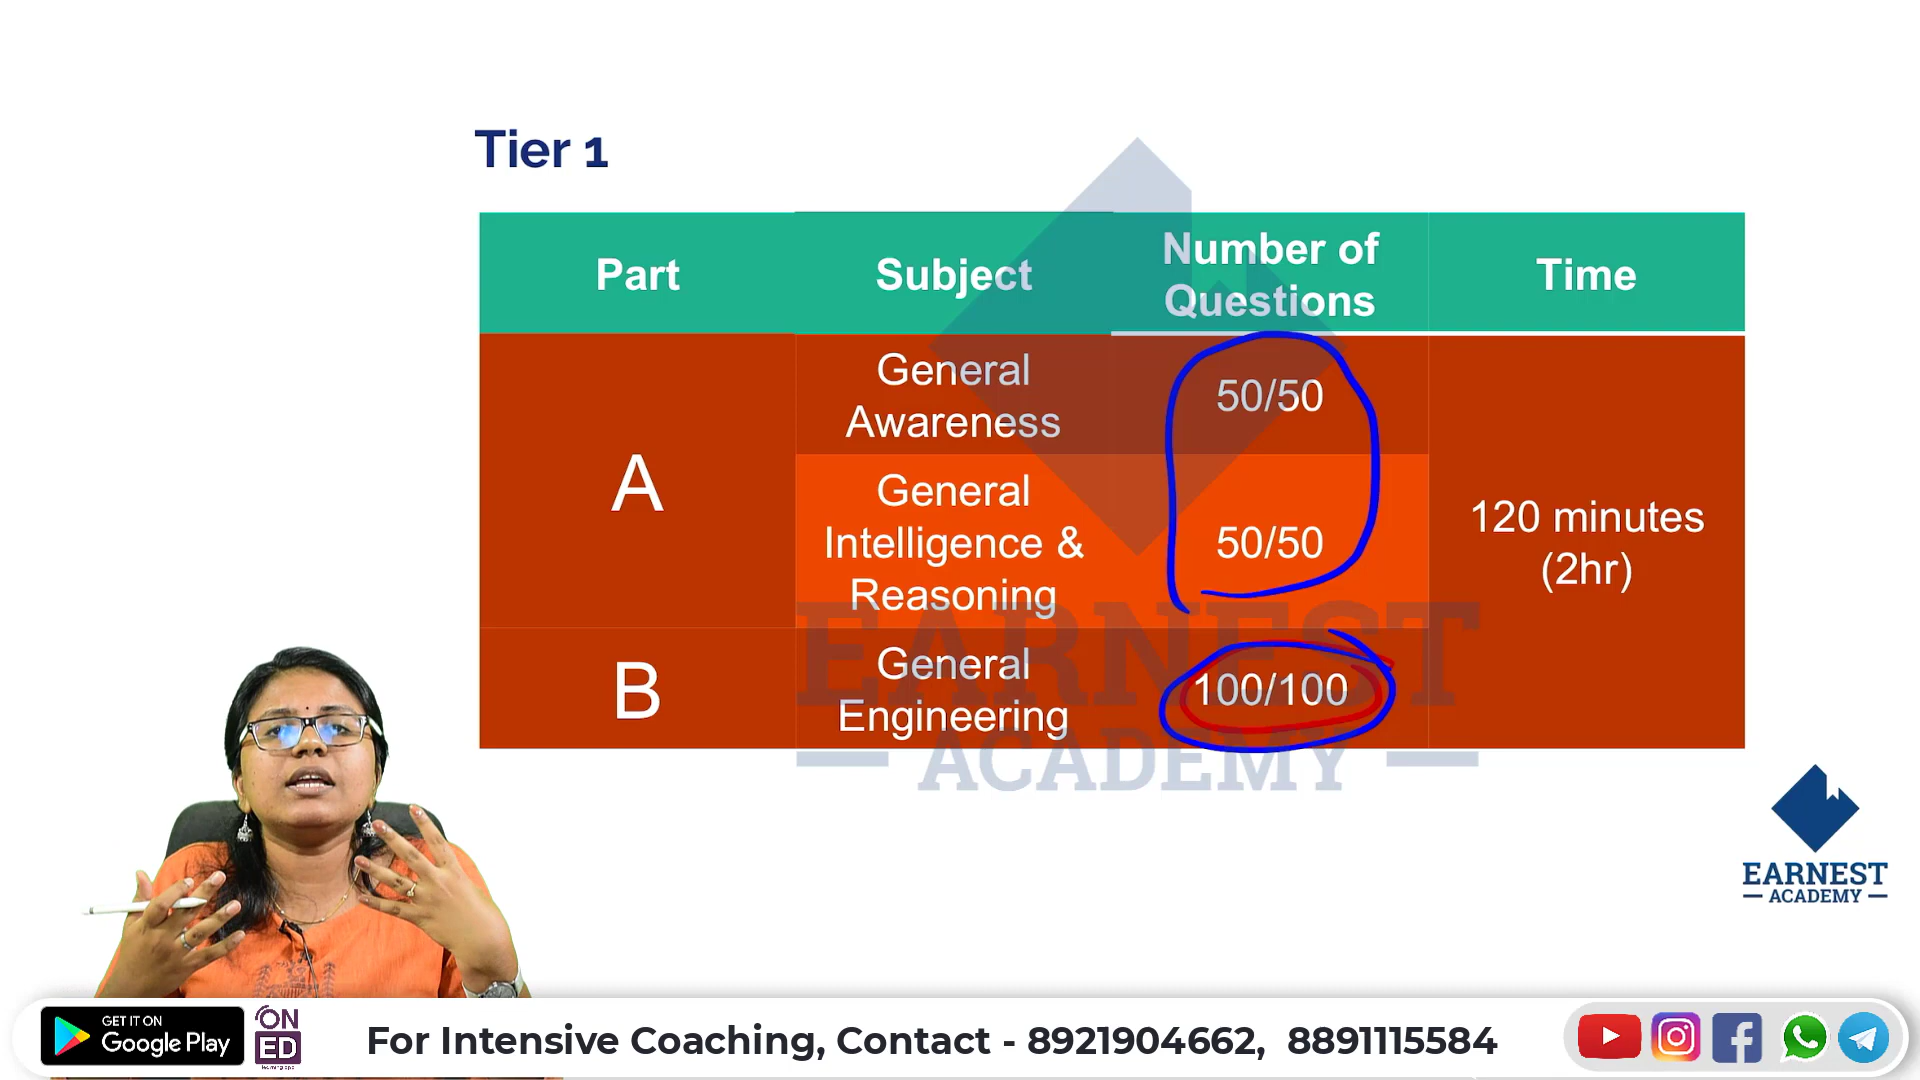 Tier 1
Part
Subject
Number of
Questions
Time
A
General
Awareness
50/50
General
Intelligence &
Reasoning
50/50
120 minutes
(2hr)
B
General
Engineering
100/100
EARNEST
ACADEMY
EARNEST
ACADEMY
GET IT ON
Google Play
ON
ED
For Intensive Coaching, Contact - 8921904662, 8891115584